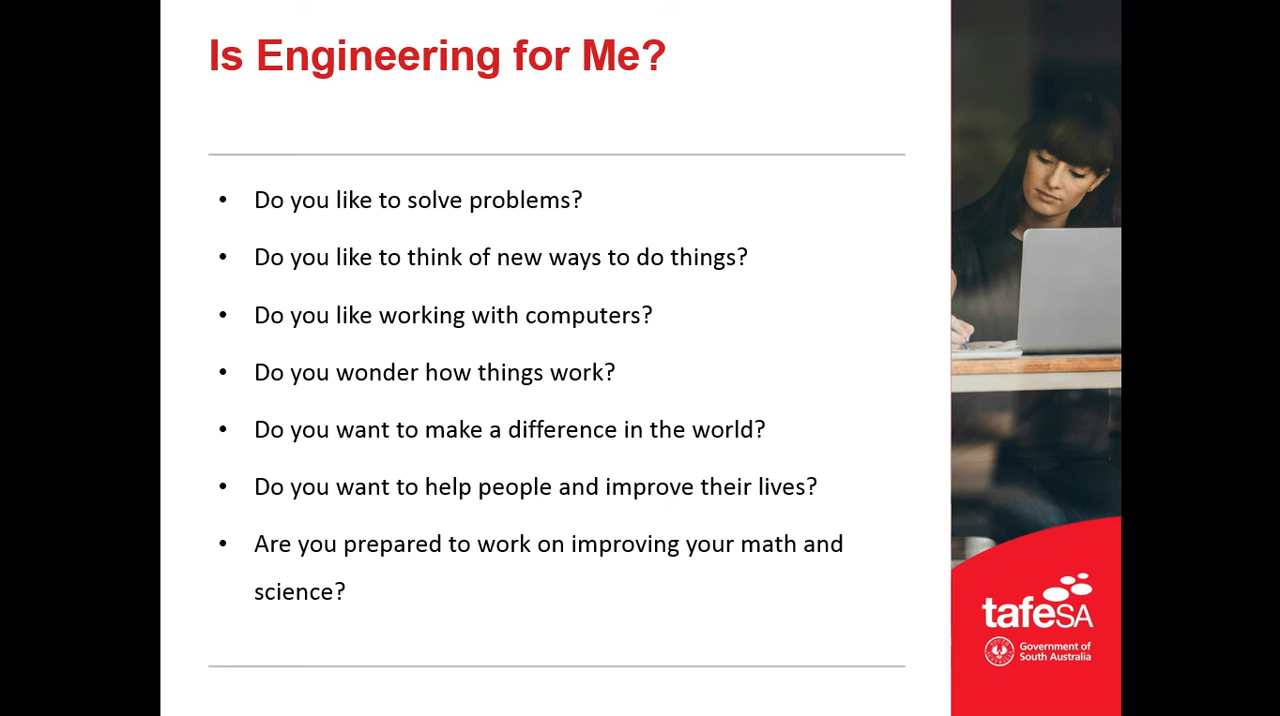 Is Engineering for Me?
• Do you like to solve problems?
• Do you like to think of new ways to do things?
• Do you like working with computers?
• Do you wonder how things work?
• Do you want to make a difference in the world?
• Do you want to help people and improve their lives?
• Are you prepared to work on improving your math and
science?
tafeSA
Government of
South Australia